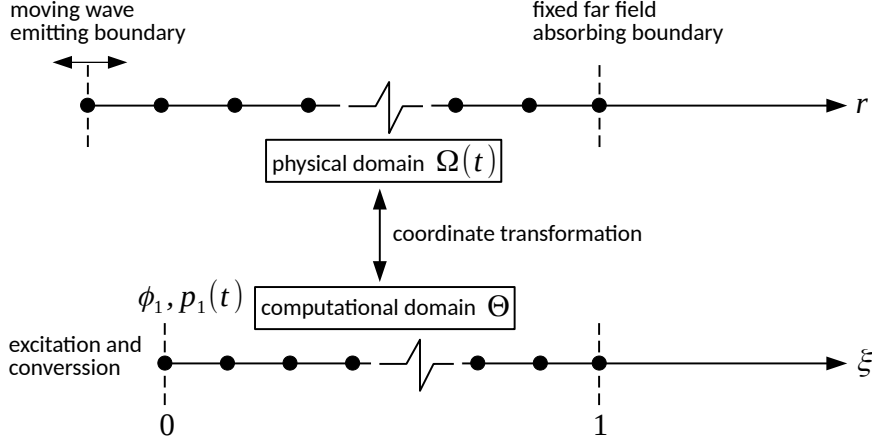 moving wave
emitting boundary
fixed far field
absorbing boundary
r
physical domain Ω(t)
coordinate transformation
ϕ₁, p₁(t)
computational domain Θ
excitation and
converssion
ξ
0
1